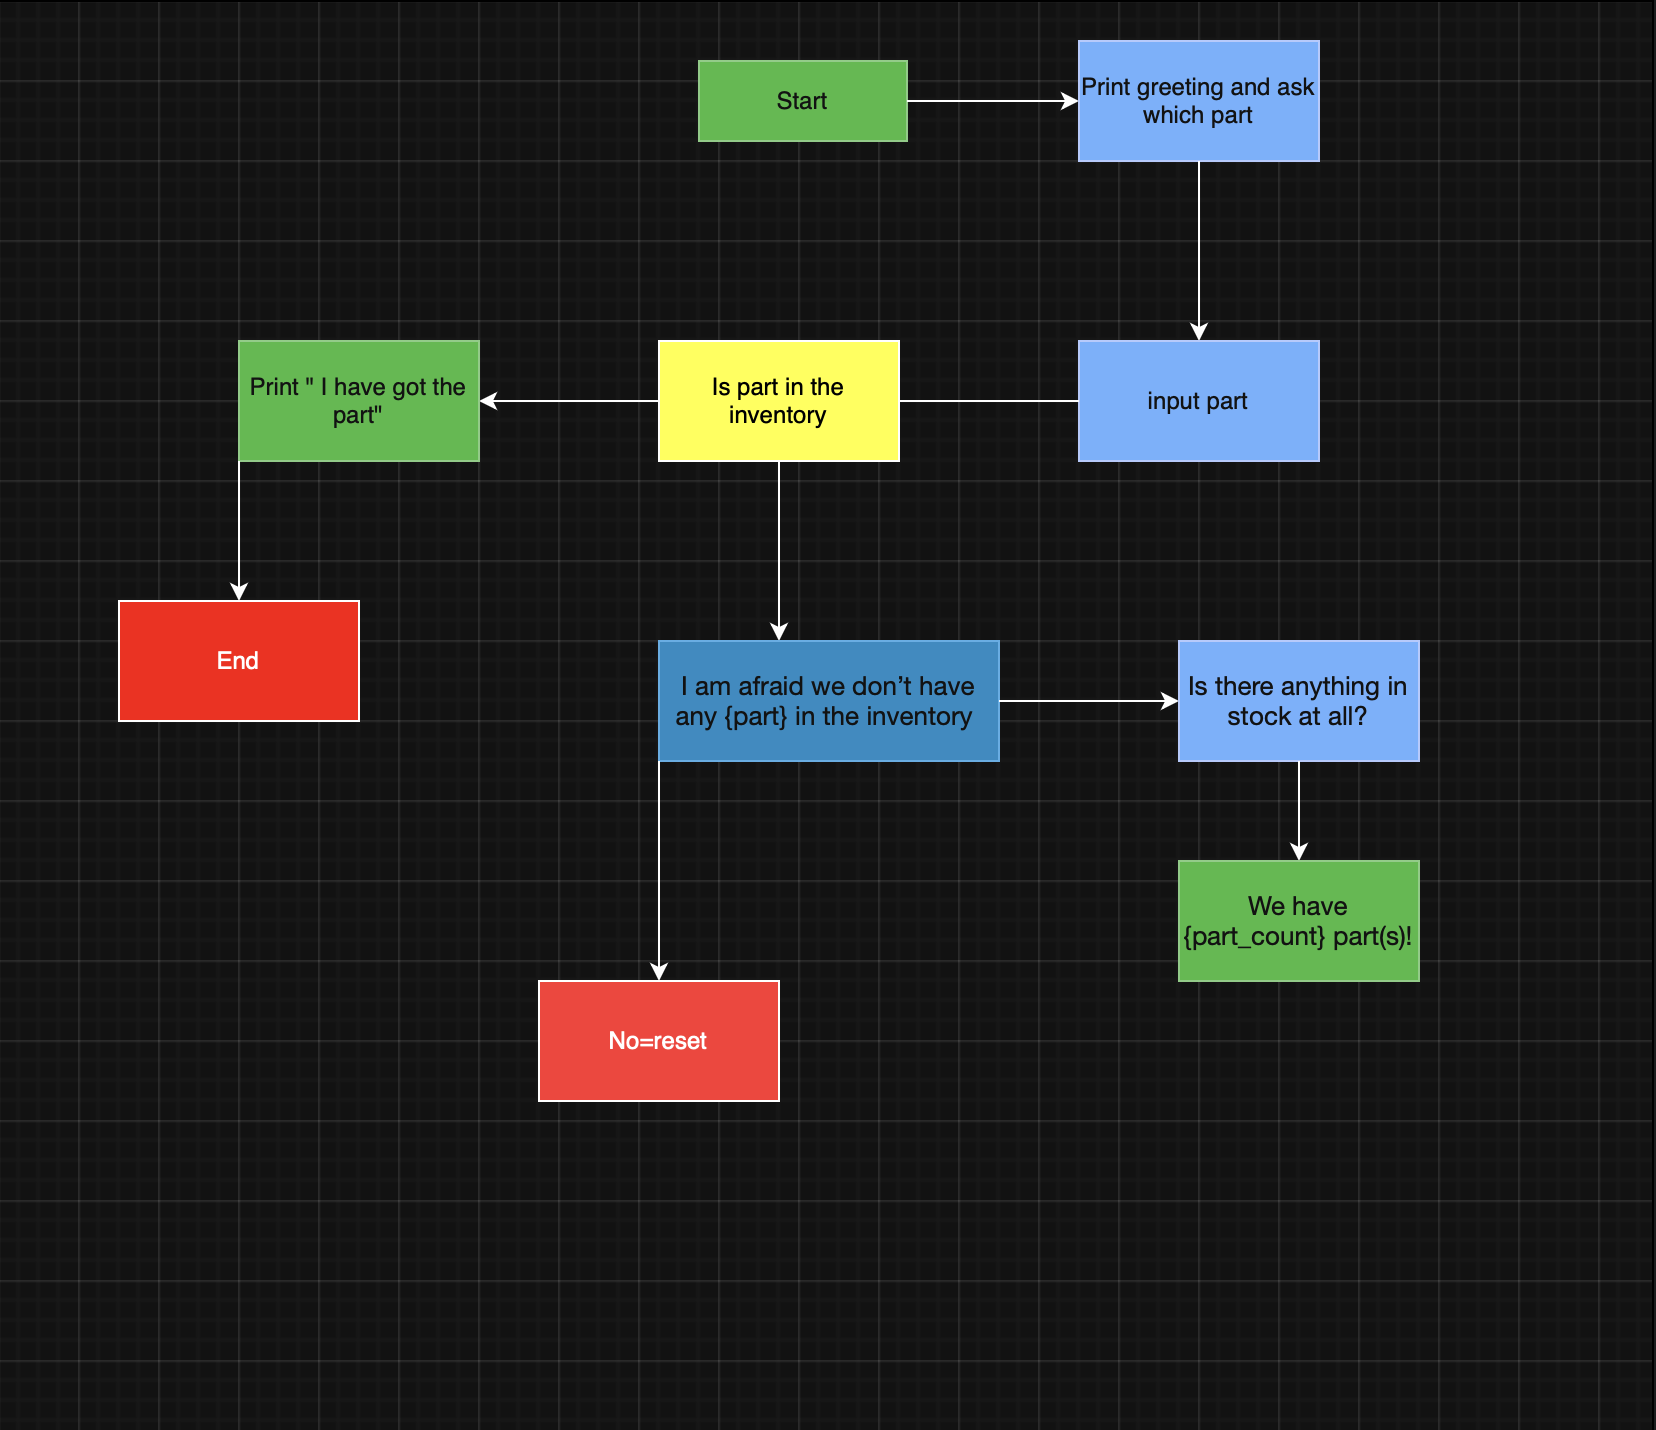 Start
Print greeting and ask
which part
Print " I have got the
part"
Is part in the
inventory
input part
End
I am afraid we don’t have
any {part} in the inventory
Is there anything in
stock at all?
We have
{part_count} part(s)!
No=reset